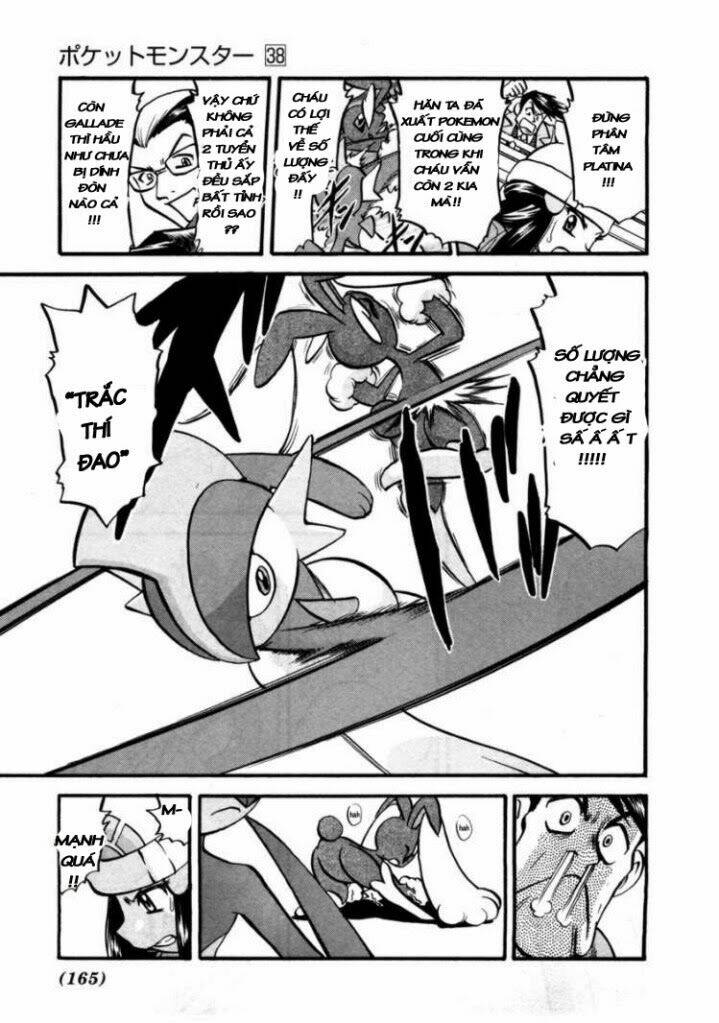 ポケットモンスター 38
ĐỪNG
PHÂN
TÂM
PLATINA
!!!
HẮN TA ĐÃ
XUẤT POKEMON
CUỐI CÙNG
TRONG KHI
CHÁU VẪN
CÒN 2 KIA
MÀ!!
CHÁU
CÓ LỢI
THẾ
VỀ SỐ
LƯỢNG
ĐẤY
!!
VẬY CHỨ
KHÔNG
PHẢI CẢ
2 TUYỂN
THỦ ẤY
ĐỀU SẮP
BẤT TỈNH
RỒI SAO
??
CÒN
GALLADE
THÌ HẦU
NHƯ CHƯA
BỊ DÍNH
ĐÒN
NÀO CẢ
!!!
SỐ LƯỢNG
CHẲNG
QUYẾT
ĐƯỢC GÌ
SẤ Ấ Ấ T
!!!!!
"TRẮC
THÍ
ĐAO"
hah
hah
M-
MẠNH
QUÁ
!!
(165)